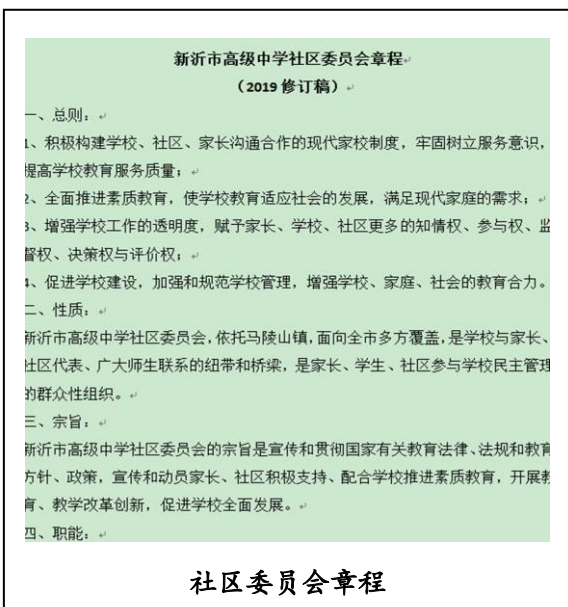 新沂市高级中学社区委员会章程
（2019 修订稿）
一、总则：
1、积极构建学校、社区、家长沟通合作的现代家校制度，牢固树立服务意识，
提高学校教育服务质量；
2、全面推进素质教育，使学校教育适应社会的发展，满足现代家庭的需求；
3、增强学校工作的透明度，赋予家长、学校、社区更多的知情权、参与权、监
督权、决策权与评价权；
4、促进学校建设，加强和规范学校管理，增强学校、家庭、社会的教育合力。
二、性质：
新沂市高级中学社区委员会，依托马陵山镇，面向全市多方覆盖，是学校与家长、
社区代表、广大师生联系的纽带和桥梁，是家长、学生、社区参与学校民主管理
的群众性组织。
三、宗旨：
新沂市高级中学社区委员会的宗旨是宣传和贯彻国家有关教育法律、法规和教育
方针、政策，宣传和动员家长、社区积极支持、配合学校推进素质教育，开展教
育、教学改革创新，促进学校全面发展。
四、职能：
社区委员会章程